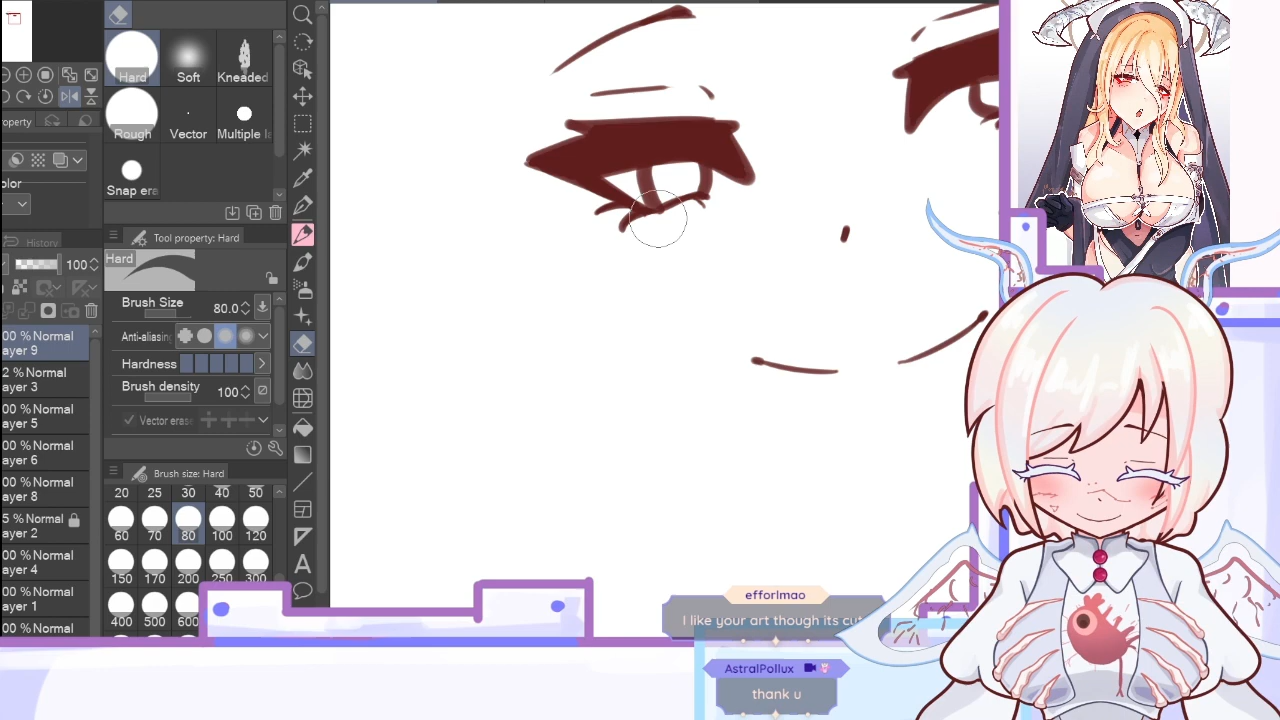 Hard
Soft
Kneaded
Rough
Vector
Multiple
Snap era
roperty
olor
History
100
Tool property: Hard
Hard
Brush Size
80.0
Anti-aliasing
Hardness
Brush density
100
Vector erase
00 % Normal
ayer 9
2 % Normal
ayer 3
00 % Normal
ayer 5
00 % Normal
ayer 6
00 % Normal
ayer 8
5 % Normal
ayer 2
00 % Normal
ayer 4
00 % Normal
ayer 1
00 % Normal
Brush size: Hard
20 25 30 40 50
60 70 80 100 120
150 170 200 250 300
400 500 600
efforlmao
I like your art though its cut
AstralPollux
thank u